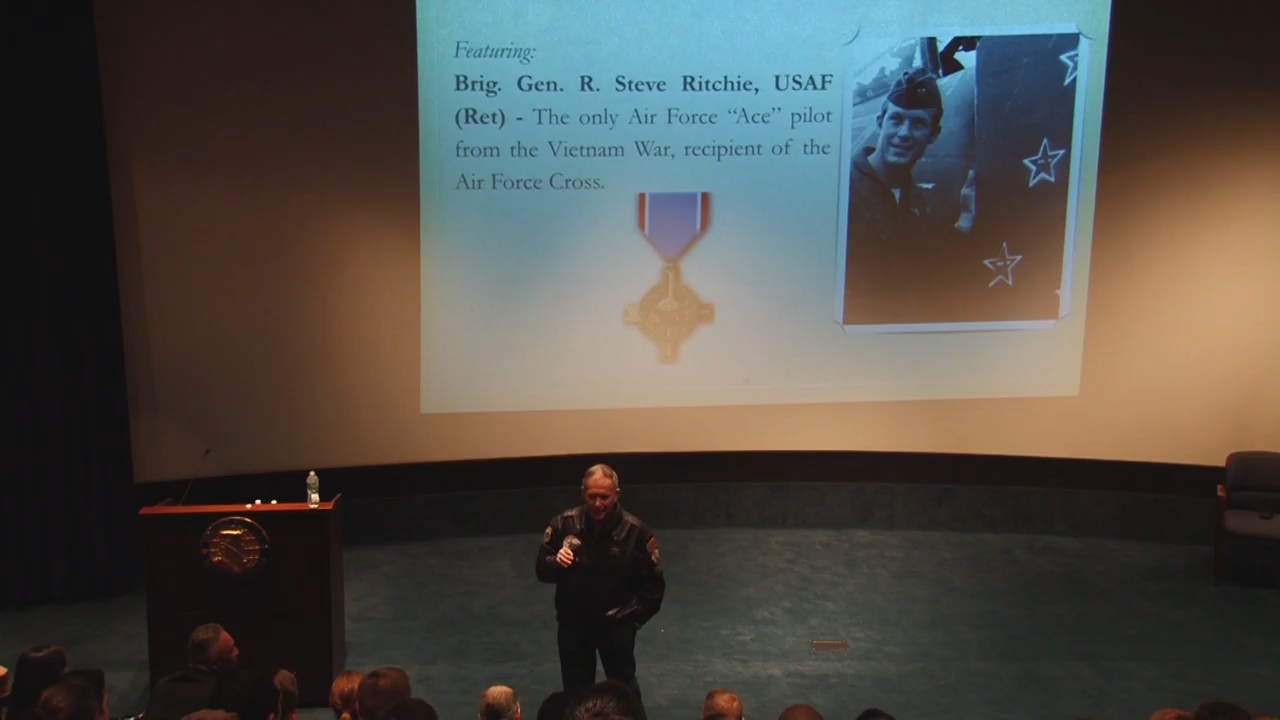 Featuring:
Brig. Gen. R. Steve Ritchie, USAF
(Ret) - The only Air Force “Ace” pilot
from the Vietnam War, recipient of the
Air Force Cross.